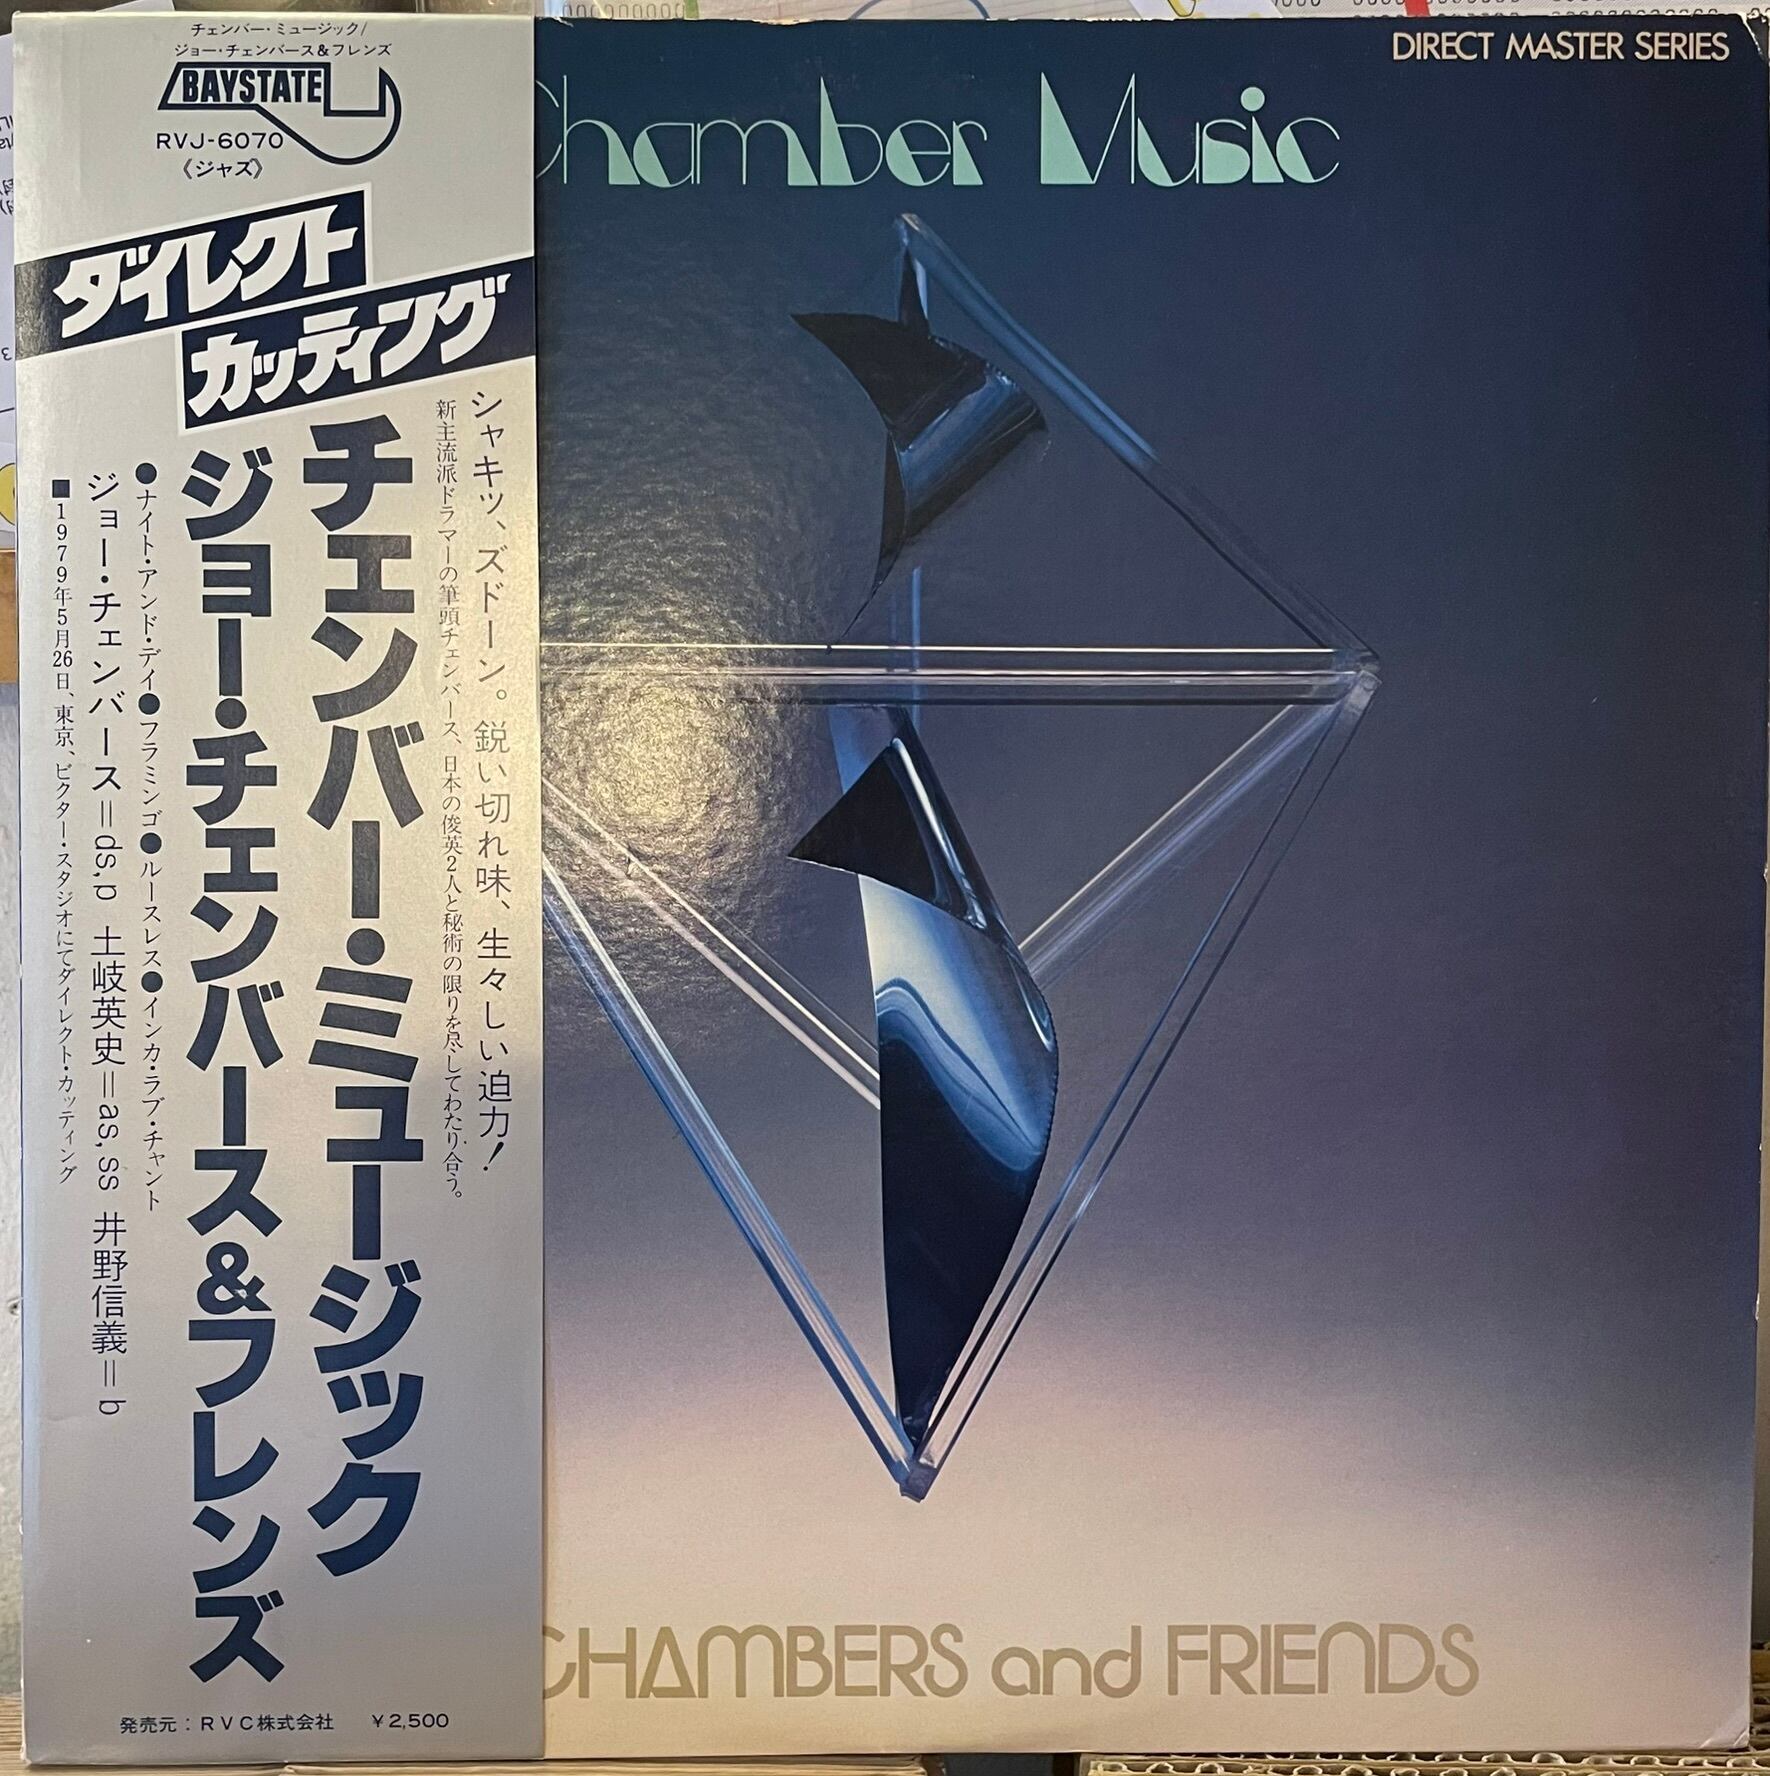 チェンバー・ミュージック/
ジョー・チェンバース&フレンズ
BAYSTATE
RVJ-6070
《ジャズ》
ダイレクト
カッティング
シャキッ、ズドーン。鋭い切れ味、生々しい迫力!
新主流派ドラマーの筆頭チェンバース、日本の俊英2人と秘術の限りを尽してわたり合う。
チェンバー・ミュージック
ジョー・チェンバース&フレンズ
●ナイト・アンド・デイ●フラミンゴ●ルースレス●インカ・ラブ・チャント
ジョー・チェンバース=ds,p 土岐英史=as,ss 井野信義=b
■1979年5月26日、東京、ビクター・スタジオにてダイレクト・カッティング
発売元:RVC株式会社 ¥2,500
DIRECT MASTER SERIES
Chamber Music
CHAMBERS and FRIENDS